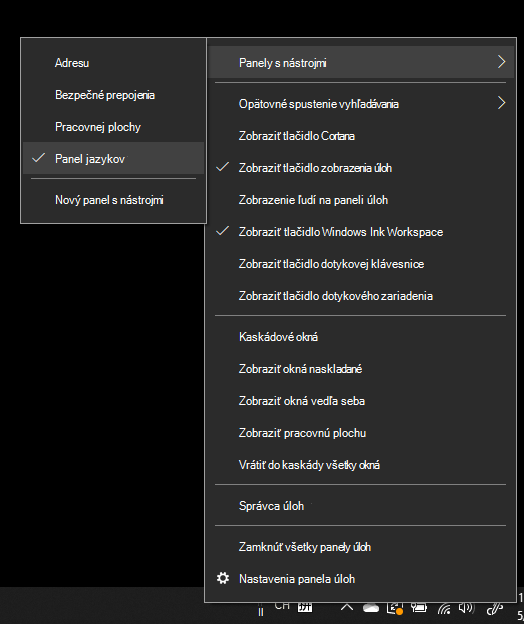 Adresu
Bezpečné prepojenia
Pracovnej plochy
Panel jazykov
Nový panel s nástrojmi
Panely s nástrojmi
Opätovné spustenie vyhľadávania
Zobraziť tlačidlo Cortana
Zobraziť tlačidlo zobrazenia úloh
Zobrazenie ľudí na paneli úloh
Zobraziť tlačidlo Windows Ink Workspace
Zobraziť tlačidlo dotykovej klávesnice
Zobraziť tlačidlo dotykového zariadenia
Kaskádové okná
Zobraziť okná naskladané
Zobraziť okná vedľa seba
Zobraziť pracovnú plochu
Vrátiť do kaskády všetky okná
Správca úloh
Zamknúť všetky panely úloh
Nastavenia panela úloh
CH 拼